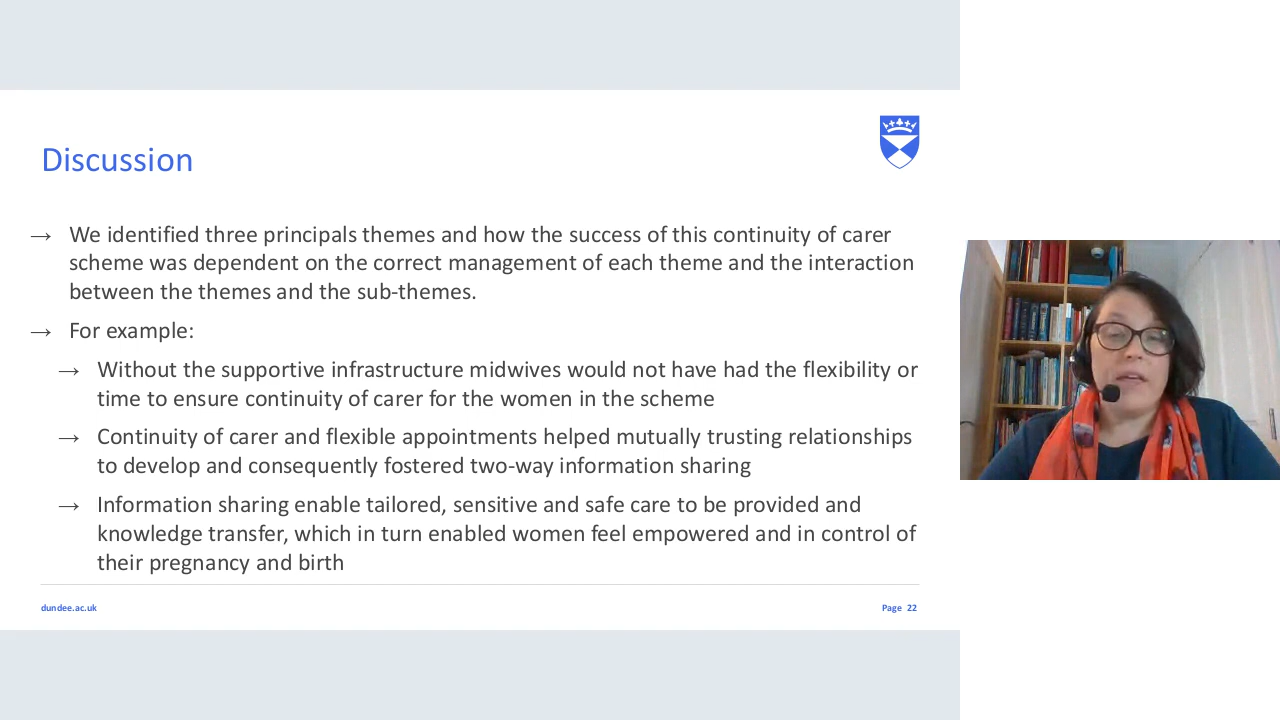 Discussion
→ We identified three principals themes and how the success of this continuity of carer
scheme was dependent on the correct management of each theme and the interaction
between the themes and the sub-themes.
→ For example:
→ Without the supportive infrastructure midwives would not have had the flexibility or
time to ensure continuity of carer for the women in the scheme
→ Continuity of carer and flexible appointments helped mutually trusting relationships
to develop and consequently fostered two-way information sharing
→ Information sharing enable tailored, sensitive and safe care to be provided and
knowledge transfer, which in turn enabled women feel empowered and in control of
their pregnancy and birth
dundee.ac.uk
Page 22